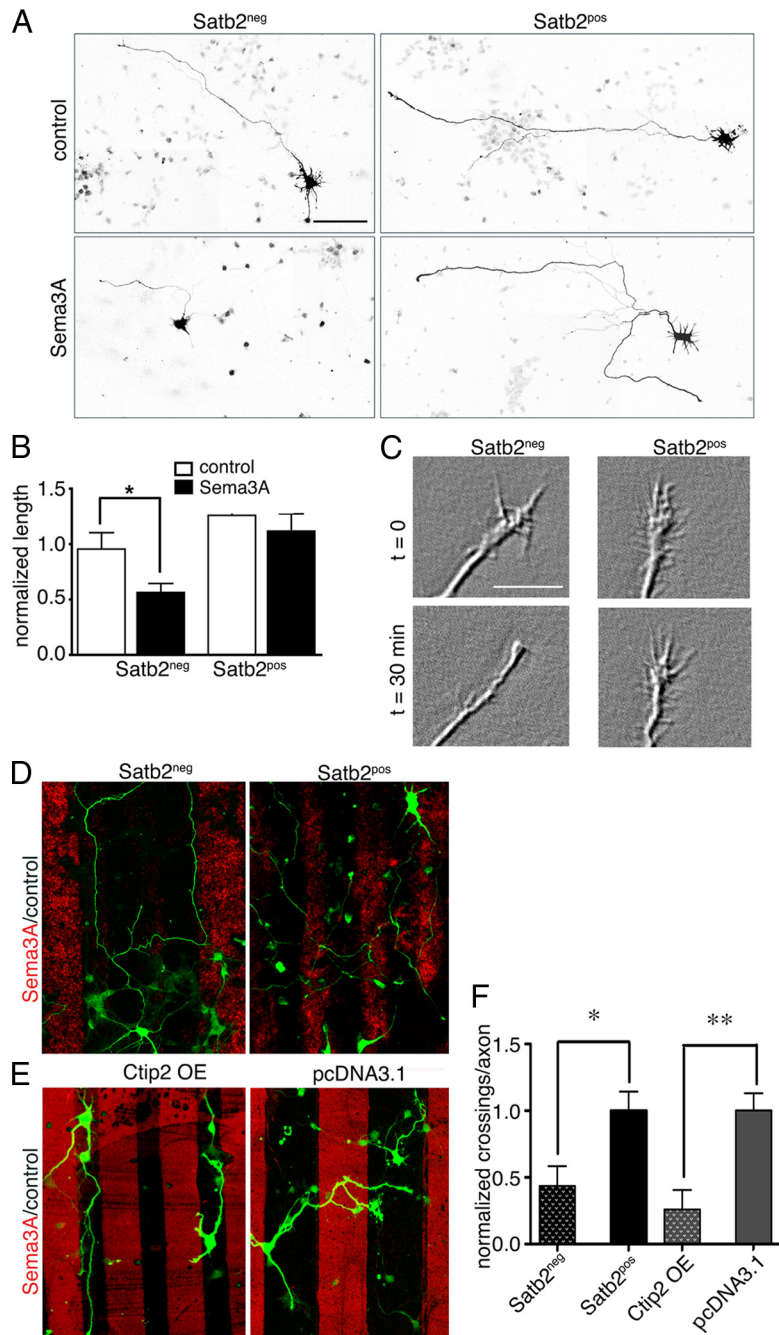 A
Satb2neg
Satb2pos
control
Sema3A
B
control
Sema3A
*
normalized length
1.5
1.0
0.5
0.0
Satb2neg
Satb2pos
C
Satb2neg
Satb2pos
t = 0
t = 30 min
D
Satb2neg
Satb2pos
Sema3A/control
E
Ctip2 OE
pcDNA3.1
Sema3A/control
F
*
**
normalized crossings/axon
1.5
1.0
0.5
0.0
Satb2neg
Satb2pos
Ctip2 OE
pcDNA3.1